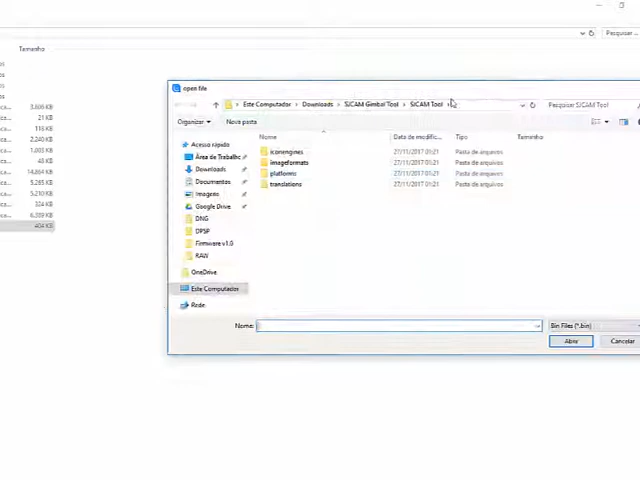 Pesquisar
Tamanho
3,606 KB
21 KB
118 KB
2,240 KB
1,003 KB
48 KB
14,864 KB
5,285 KB
5,210 KB
324 KB
6,309 KB
404 KB
open file
Este Computador > Downloads > SJCAM Gimbal Tool > SJCAM Tool >
Pesquisar SJCAM Tool
Organizar
Nova pasta
Nome
Data de modific...
Tipo
Tamanho
Acesso rápido
Área de Trabalho
Downloads
Documentos
Imagens
Google Drive
DNG
DPSP
Firmware v1.0
RAW
OneDrive
Este Computador
Rede
iconengines 27/11/2017 01:21 Pasta de arquivos
imageformats 27/11/2017 01:21 Pasta de arquivos
platforms 27/11/2017 01:21 Pasta de arquivos
translations 27/11/2017 01:21 Pasta de arquivos
Nome:
Bin Files (*.bin)
Abrir
Cancelar